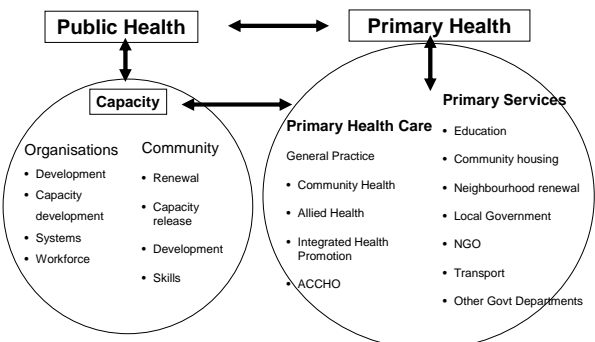 Public Health
Primary Health
Capacity
Organisations
• Development
• Capacity
development
• Systems
• Workforce
Community
• Renewal
• Capacity
release
• Development
• Skills
Primary Health Care
General Practice
• Community Health
• Allied Health
• Integrated Health
Promotion
• ACCHO
Primary Services
• Education
• Community housing
• Neighbourhood renewal
• Local Government
• NGO
• Transport
• Other Govt Departments